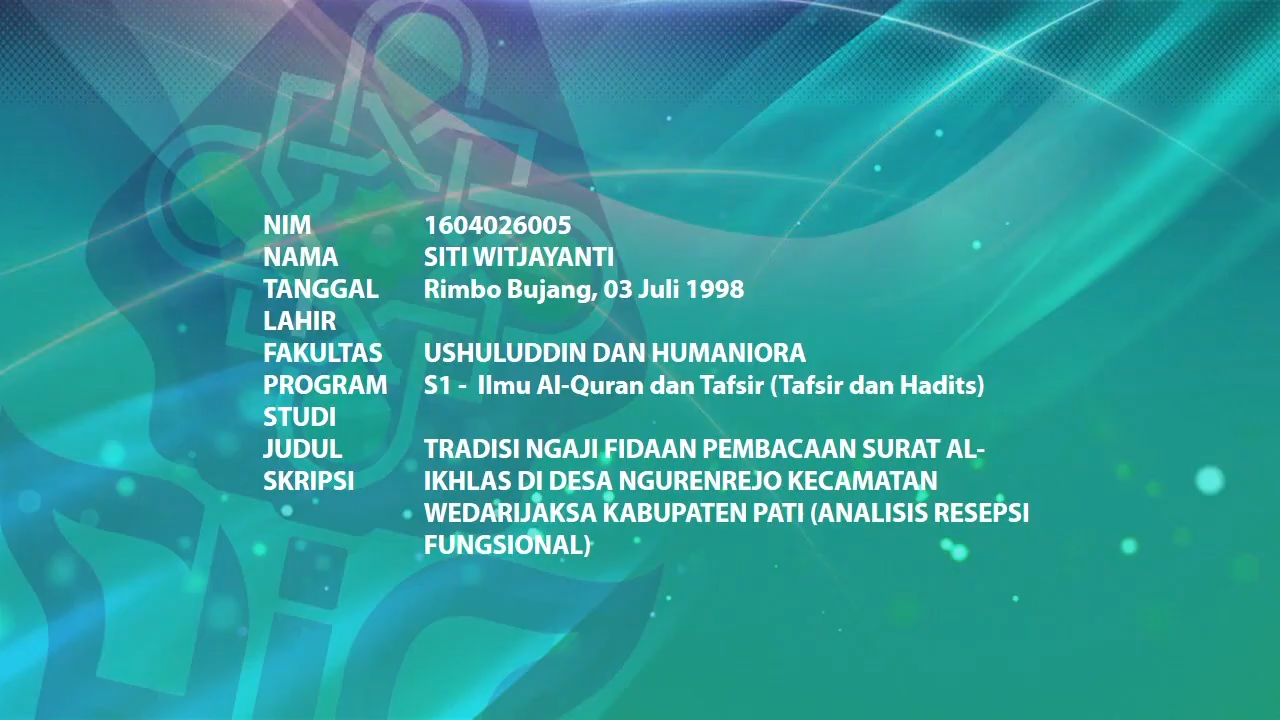 NIM 1604026005
NAMA SITI WITJAYANTI
TANGGAL LAHIR Rimbo Bujang, 03 Juli 1998
FAKULTAS USHULUDDIN DAN HUMANIORA
PROGRAM STUDI S1 - Ilmu Al-Quran dan Tafsir (Tafsir dan Hadits)
JUDUL SKRIPSI TRADISI NGAJI FIDAAN PEMBACAAN SURAT AL-
IKHLAS DI DESA NGURENREJO KECAMATAN
WEDARIJAKSA KABUPATEN PATI (ANALISIS RESEPSI
FUNGSIONAL)